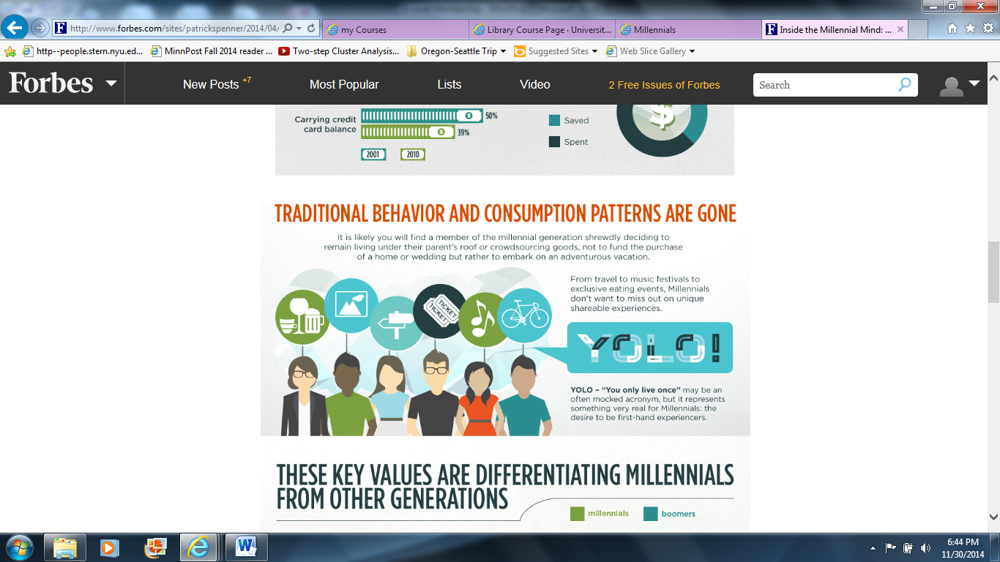 http://www.forbes.com/sites/patrickspenner/2014/04/
my Courses
Library Course Page - Universit...
Millennials
Inside the Millennial Mind: ...
http--people.stern.nyu.ed...
MinnPost Fall 2014 reader ...
Two-step Cluster Analysis...
Oregon-Seattle Trip
Suggested Sites
Web Slice Gallery
Forbes
New Posts +7
Most Popular
Lists
Video
2 Free Issues of Forbes
Search
Carrying credit
card balance
50%
39%
2001
2010
Saved
Spent
$
TRADITIONAL BEHAVIOR AND CONSUMPTION PATTERNS ARE GONE
It is likely you will find a member of the millennial generation shrewdly deciding to
remain living under their parent's roof or crowdsourcing goods, not to fund the purchase
of a home or wedding but rather to embark on an adventurous vacation.
TICKET
TICKET
From travel to music festivals to
exclusive eating events, Millennials
don't want to miss out on unique
shareable experiences.
YOLO!
YOLO – “You only live once” may be an
often mocked acronym, but it represents
something very real for Millennials: the
desire to be first-hand experiencers.
THESE KEY VALUES ARE DIFFERENTIATING MILLENNIALS
FROM OTHER GENERATIONS
millennials
boomers
6:44 PM
11/30/2014